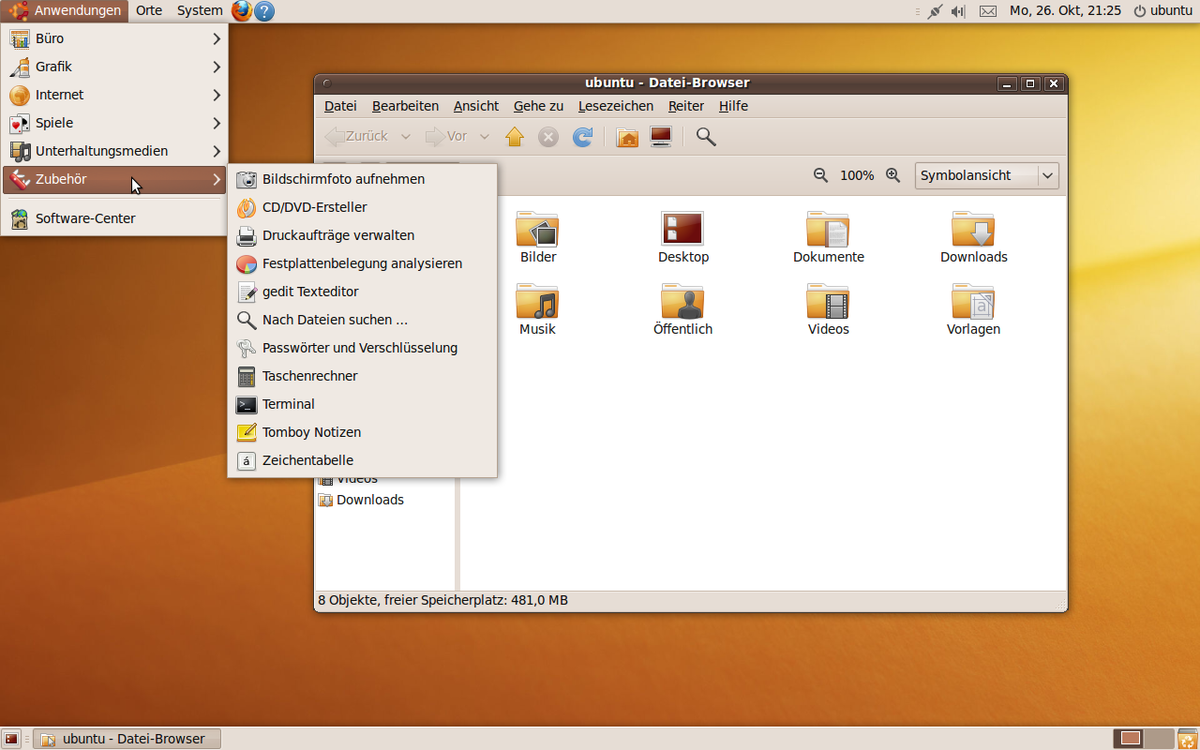 Anwendungen Orte System Mo, 26. Okt, 21:25 ubuntu
Büro
Grafik
Internet
Spiele
Unterhaltungsmedien
Zubehör
Software-Center
Bildschirmfoto aufnehmen
CD/DVD-Ersteller
Druckaufträge verwalten
Festplattenbelegung analysieren
gedit Texteditor
Nach Dateien suchen ...
Passwörter und Verschlüsselung
Taschenrechner
Terminal
Tomboy Notizen
Zeichentabelle
ubuntu - Datei-Browser
Datei Bearbeiten Ansicht Gehe zu Lesezeichen Reiter Hilfe
Zurück Vor
100% Symbolansicht
Bilder Desktop Dokumente Downloads
Musik Öffentlich Videos Vorlagen
Videos
Downloads
8 Objekte, freier Speicherplatz: 481,0 MB
ubuntu - Datei-Browser